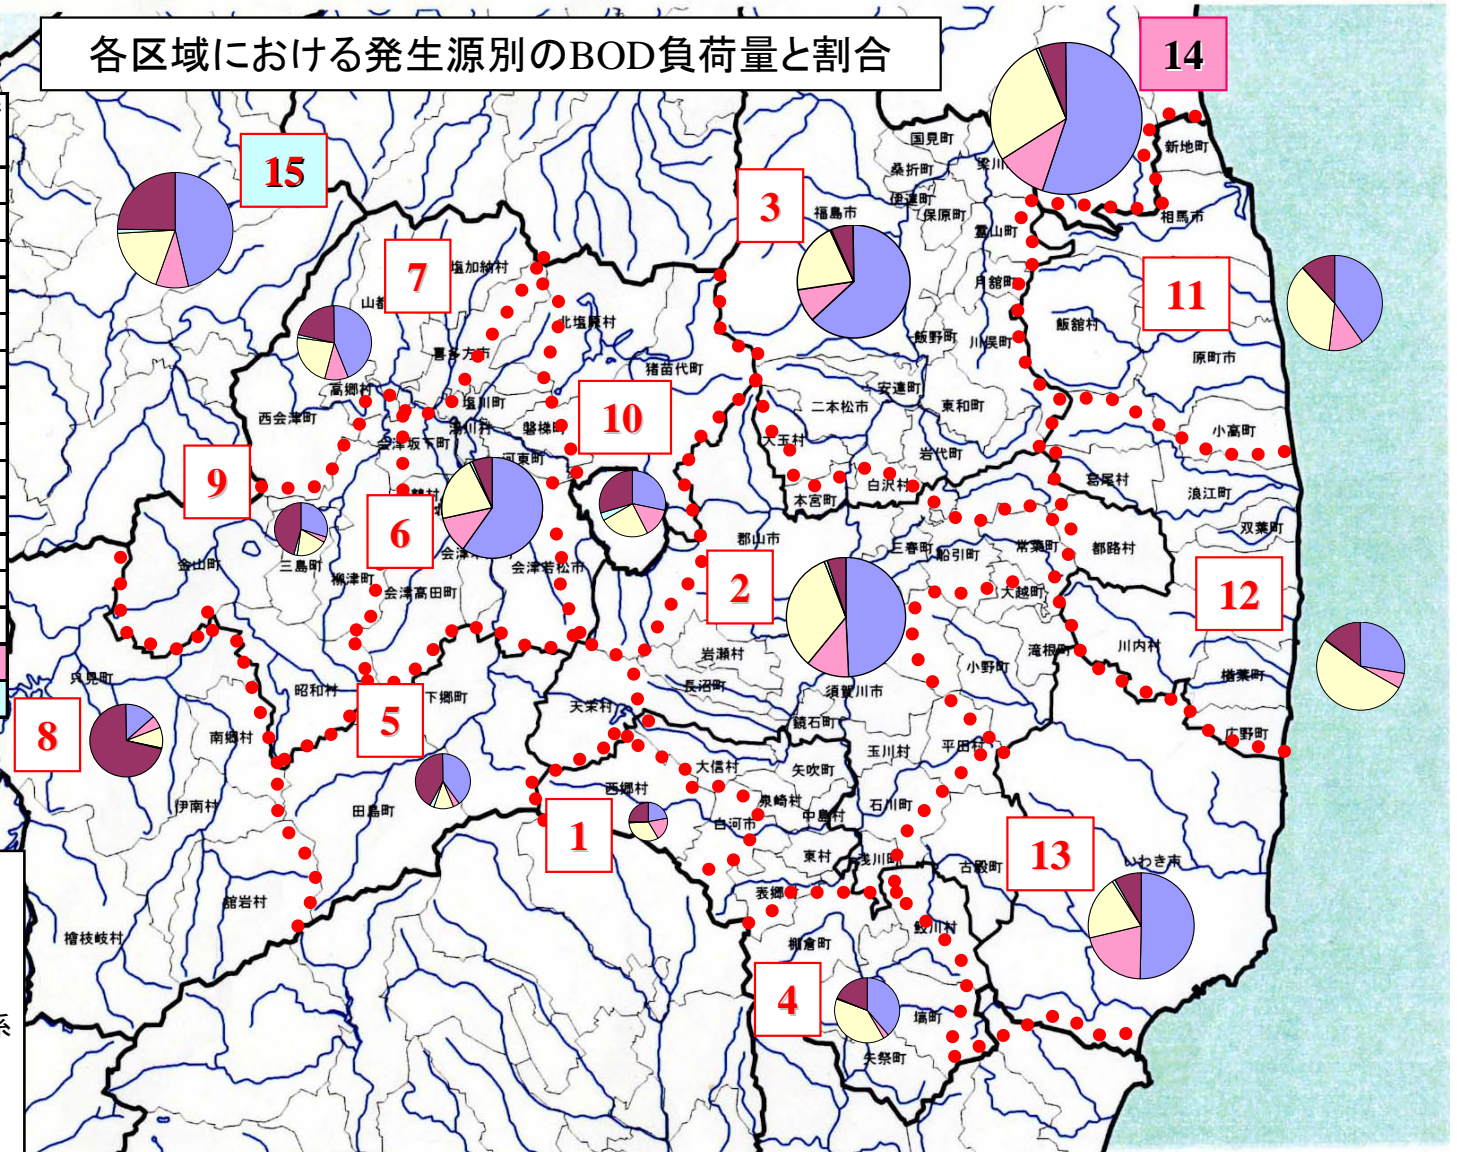 各区域における発生源別のBOD負荷量と割合
14
国見町
新地町
桑折町
梁川
15
伊達町
3
福島市
保原町
相馬市
霊山町
7
塩加納村
月舘町
11
山都
北塩原村
飯舘村
飯野町
川俣町
喜多方市
原町市
猪苗代町
高郷村
安達町
10
塩川町
二本松市
東和町
西会津町
湯川村
磐梯町
小高町
会津坂下町
大玉村
河東町
岩代町
9
葛尾村
白沢村
浪江町
本宮町
6
双葉町
郡山市
三春町
常葉町
都路村
会津
船引町
金山町
三島町
会津若松市
柳津町
2
12
会津高田町
大越町
川内村
岩瀬村
滝根町
小野町
只見町
楢葉町
長沼町
昭和村
須賀川市
下郷町
天栄村
5
鏡石町
広野町
8
南郷村
平田村
玉川村
大信村
矢吹町
西郷村
泉崎村
伊南村
石川町
田島町
中島村
白河市
1
東村
浅川町
13
いわき市
古殿町
表郷
舘岩村
鮫川村
檜枝岐村
棚倉町
4
塙町
系
矢祭町